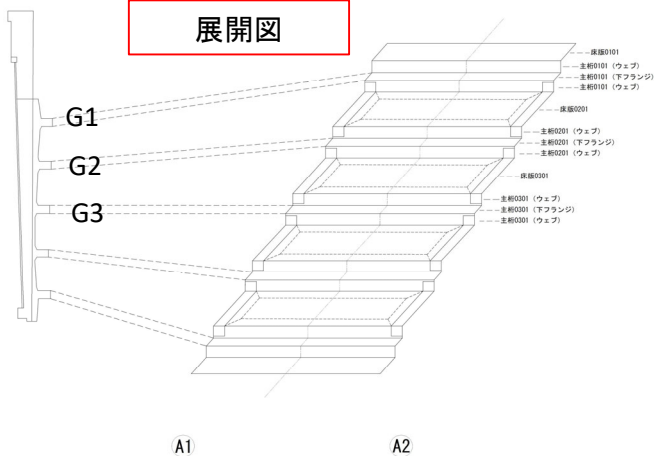 展開図
床版0101
主桁0101（ウェブ）
主桁0101（下フランジ）
主桁0101（ウェブ）
G1
床版0201
主桁0201（ウェブ）
主桁0201（下フランジ）
主桁0201（ウェブ）
G2
床版0301
主桁0301（ウェブ）
主桁0301（下フランジ）
主桁0301（ウェブ）
G3
A1
A2